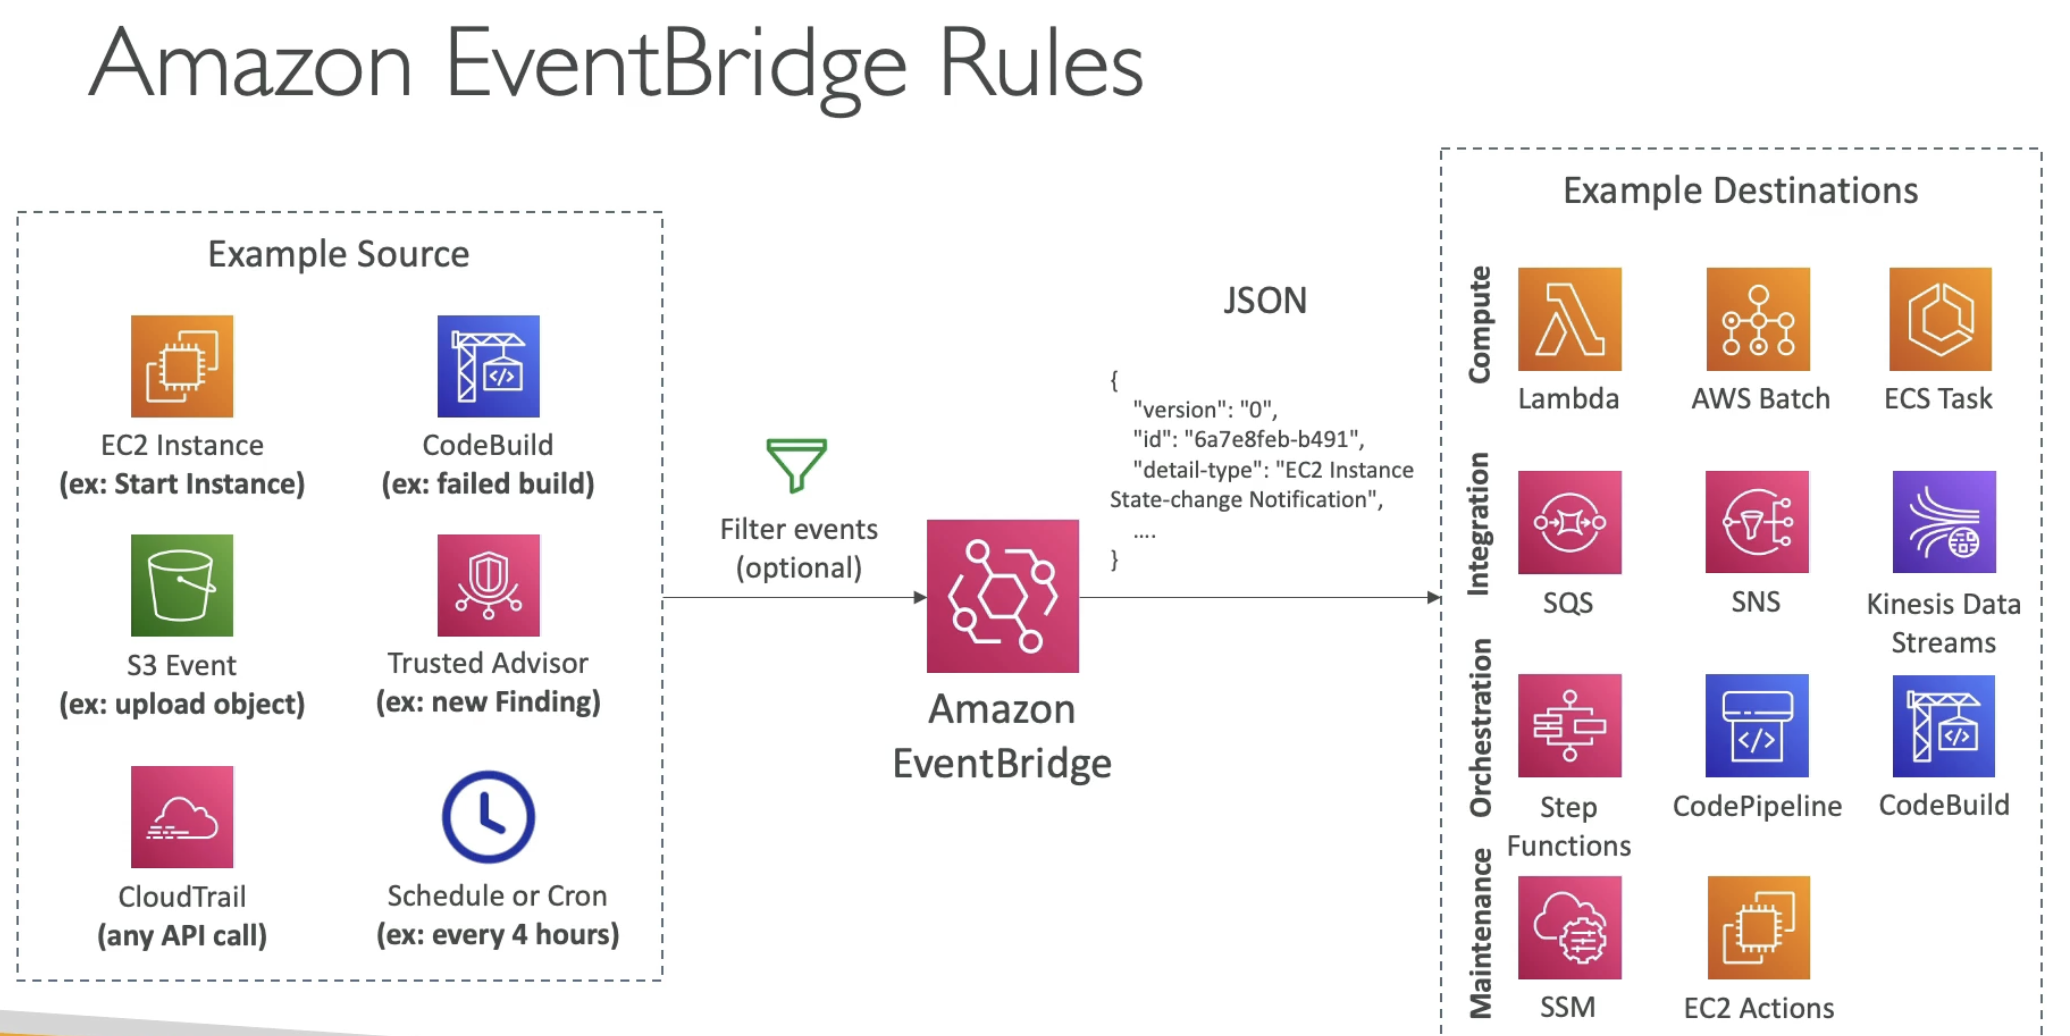 Amazon EventBridge Rules
Example Source
EC2 Instance
(ex: Start Instance)
CodeBuild
(ex: failed build)
S3 Event
(ex: upload object)
Trusted Advisor
(ex: new Finding)
CloudTrail
(any API call)
Schedule or Cron
(ex: every 4 hours)
Filter events
(optional)
Amazon
EventBridge
JSON
{
"version": "0",
"id": "6a7e8feb-b491",
"detail-type": "EC2 Instance
State-change Notification",
....
}
Example Destinations
Compute
Lambda
AWS Batch
ECS Task
Integration
SQS
SNS
Kinesis Data
Streams
Orchestration
Step
Functions
CodePipeline
CodeBuild
Maintenance
SSM
EC2 Actions